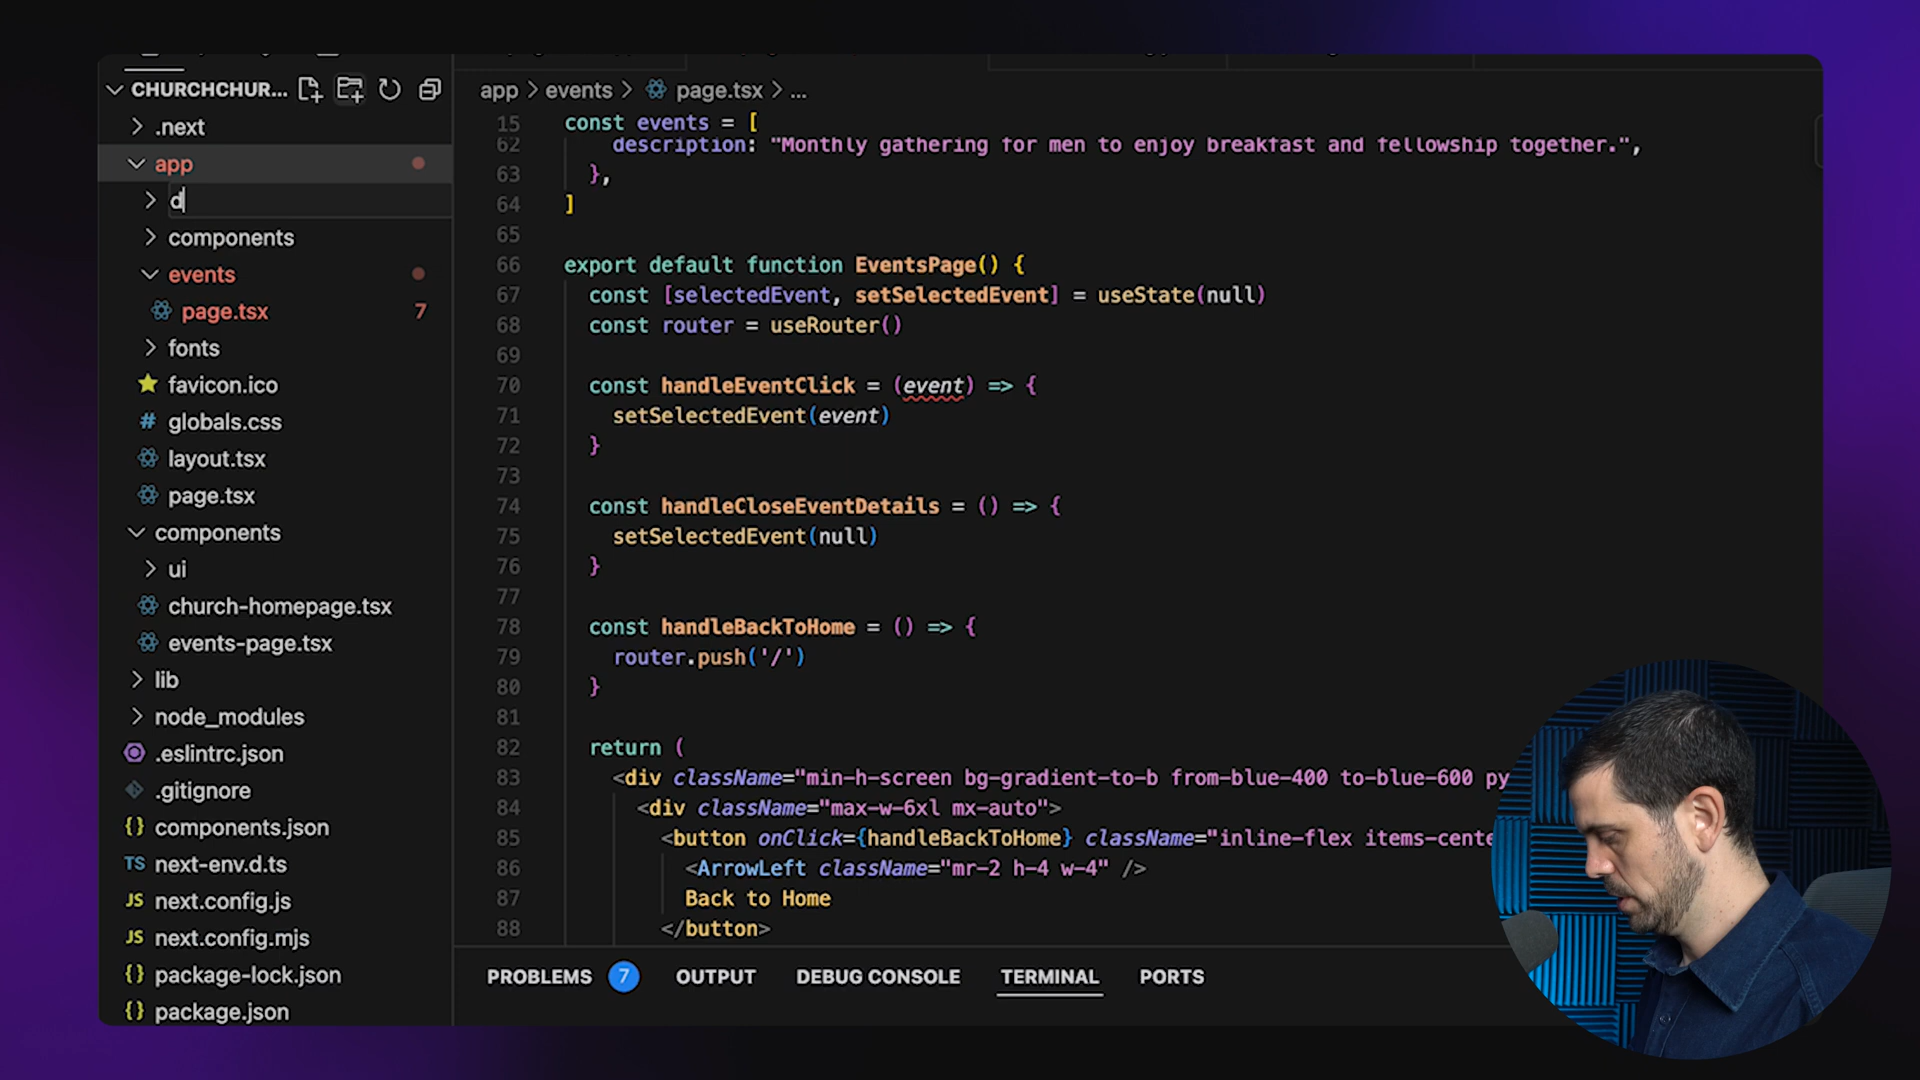 CHURCHCHUR...
.next
app
d
components
events
page.tsx
7
fonts
favicon.ico
globals.css
layout.tsx
page.tsx
components
ui
church-homepage.tsx
events-page.tsx
lib
node_modules
.eslintrc.json
.gitignore
components.json
TS next-env.d.ts
JS next.config.js
JS next.config.mjs
package-lock.json
package.json
app > events > page.tsx > ...
15 const events = [
62 description: "Monthly gathering for men to enjoy breakfast and fellowship together.",
63 },
64 ]
65
66 export default function EventsPage() {
67 const [selectedEvent, setSelectedEvent] = useState(null)
68 const router = useRouter()
69
70 const handleEventClick = (event) => {
71 setSelectedEvent(event)
72 }
73
74 const handleCloseEventDetails = () => {
75 setSelectedEvent(null)
76 }
77
78 const handleBackToHome = () => {
79 router.push('/')
80 }
81
82 return (
83 <div className="min-h-screen bg-gradient-to-b from-blue-400 to-blue-600 py
84 <div className="max-w-6xl mx-auto">
85 <button onClick={handleBackToHome} className="inline-flex items-cente
86 <ArrowLeft className="mr-2 h-4 w-4" />
87 Back to Home
88 </button>
PROBLEMS 7 OUTPUT DEBUG CONSOLE TERMINAL PORTS